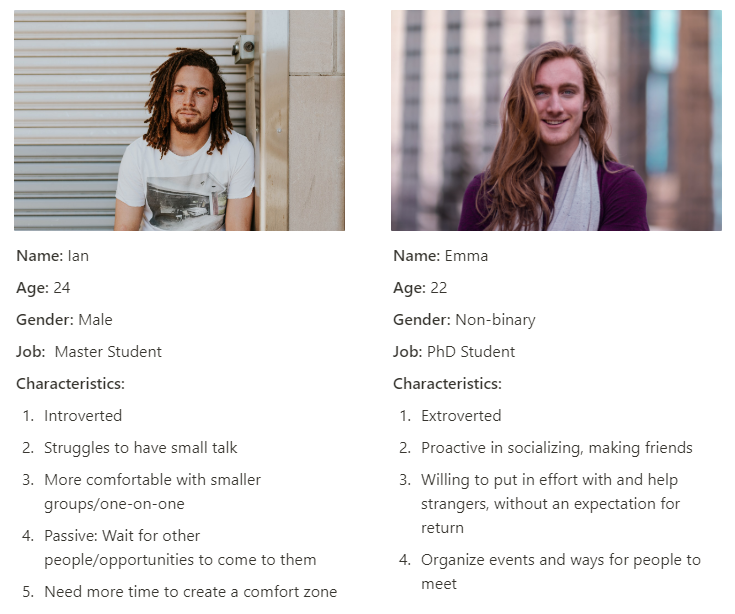 Name: Ian
Age: 24
Gender: Male
Job: Master Student
Characteristics:
1. Introverted
2. Struggles to have small talk
3. More comfortable with smaller
groups/one-on-one
4. Passive: Wait for other
people/opportunities to come to them
5. Need more time to create a comfort zone
Name: Emma
Age: 22
Gender: Non-binary
Job: PhD Student
Characteristics:
1. Extroverted
2. Proactive in socializing, making friends
3. Willing to put in effort with and help
strangers, without an expectation for
return
4. Organize events and ways for people to
meet